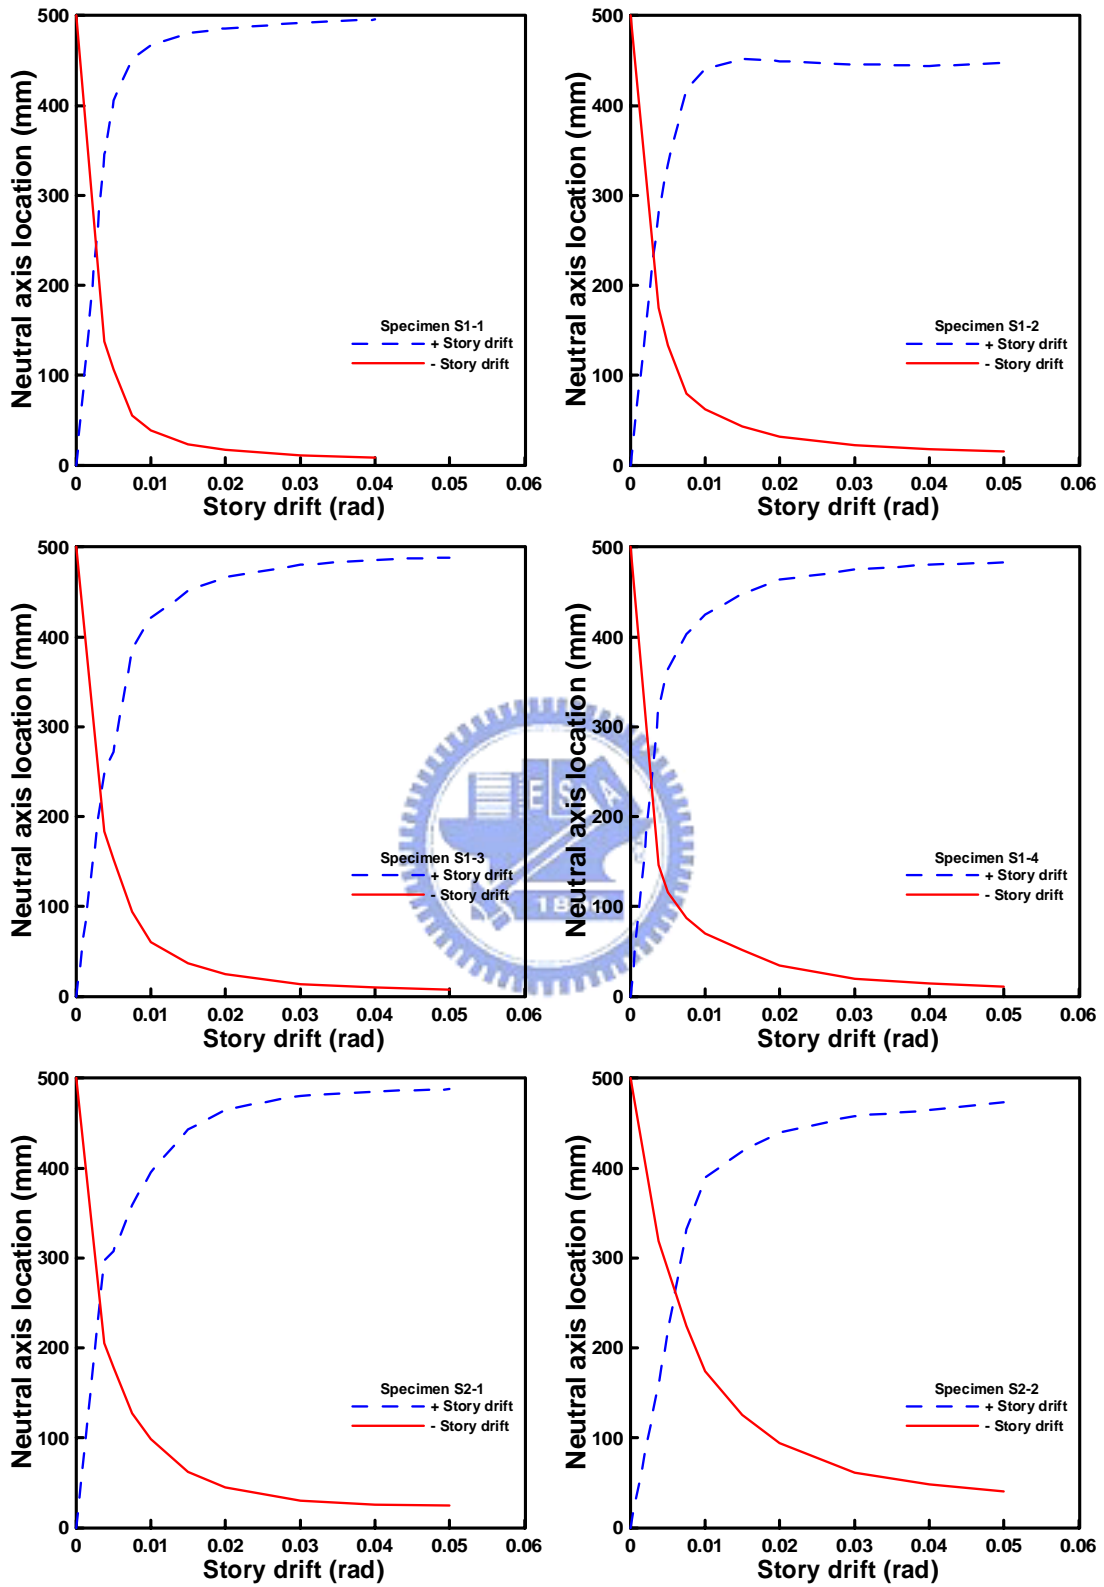 500
400
300
200
100
0
Neutral axis location (mm)
Specimen S1-1
+ Story drift
- Story drift
0 0.01 0.02 0.03 0.04 0.05 0.06
Story drift (rad)
500
400
300
200
100
0
Neutral axis location (mm)
Specimen S1-2
+ Story drift
- Story drift
0 0.01 0.02 0.03 0.04 0.05 0.06
Story drift (rad)
500
400
300
200
100
0
Neutral axis location (mm)
Specimen S1-3
+ Story drift
- Story drift
0 0.01 0.02 0.03 0.04 0.05 0.06
Story drift (rad)
500
400
300
200
100
0
Neutral axis location (mm)
Specimen S1-4
+ Story drift
- Story drift
0 0.01 0.02 0.03 0.04 0.05 0.06
Story drift (rad)
E S A
500
400
300
200
100
0
Neutral axis location (mm)
Specimen S2-1
+ Story drift
- Story drift
0 0.01 0.02 0.03 0.04 0.05 0.06
Story drift (rad)
500
400
300
200
100
0
Neutral axis location (mm)
Specimen S2-2
+ Story drift
- Story drift
0 0.01 0.02 0.03 0.04 0.05 0.06
Story drift (rad)